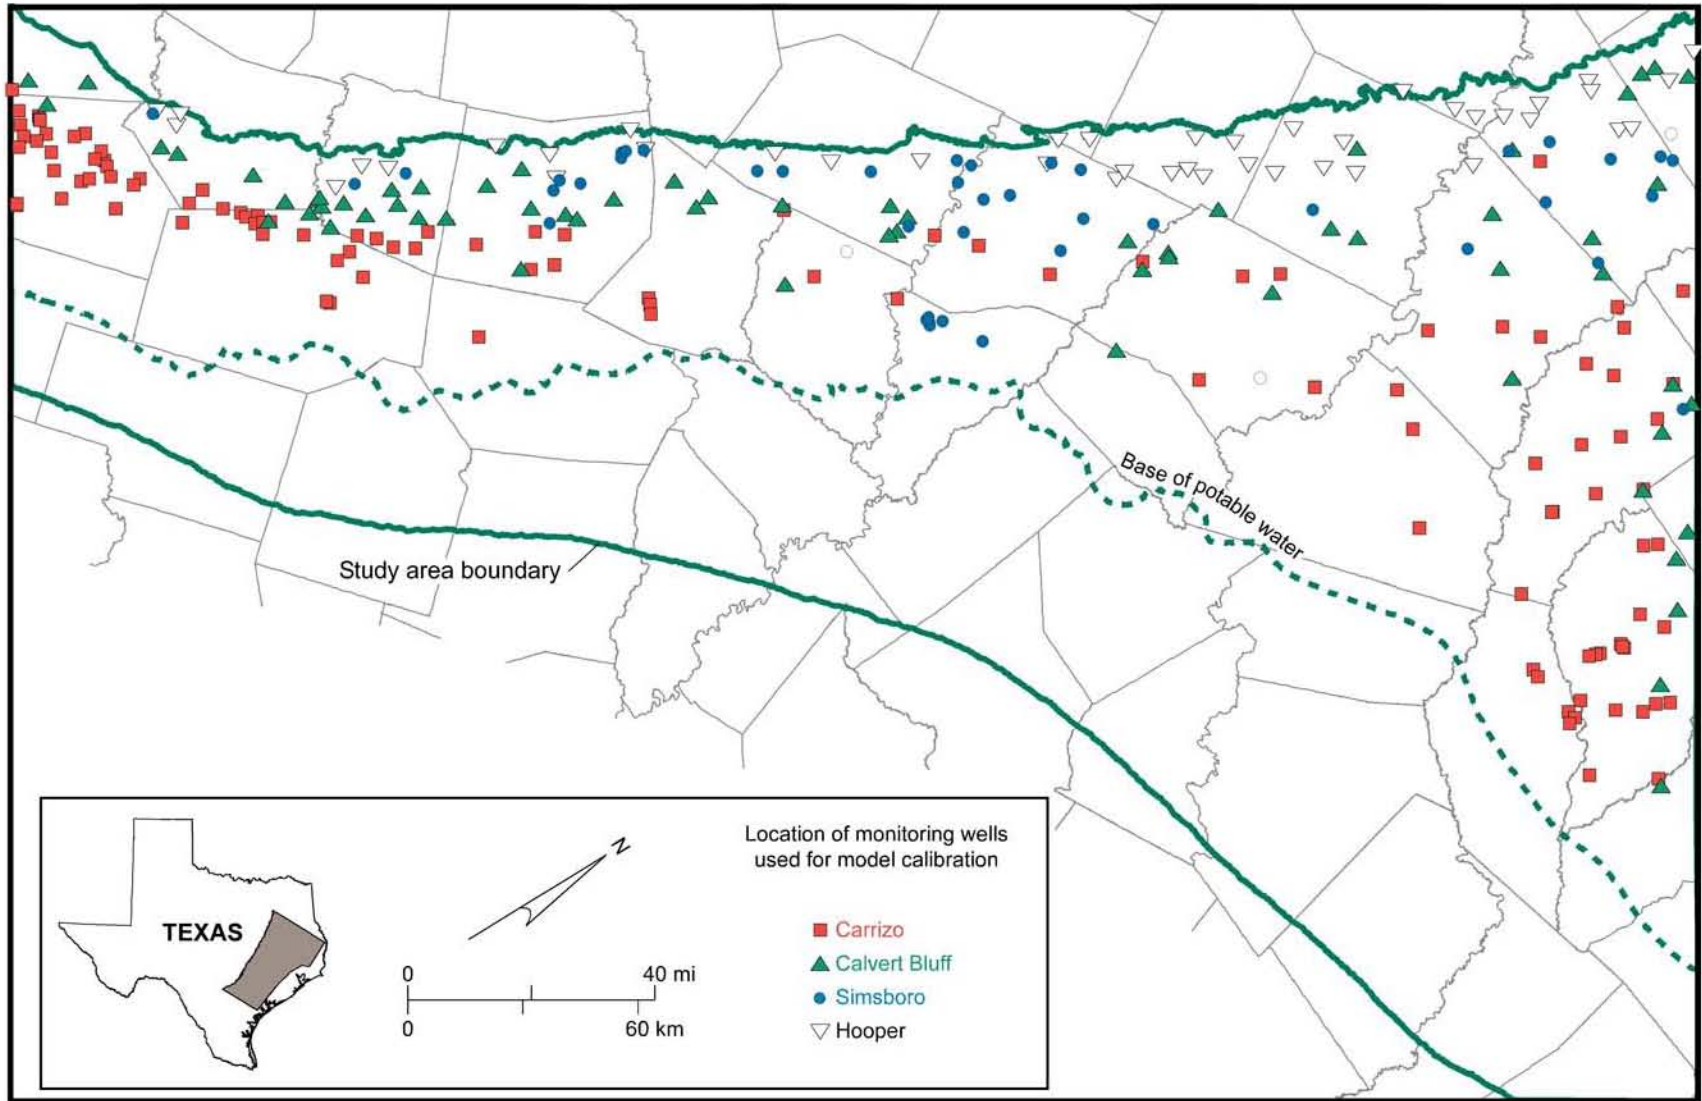 Base of potable water
Study area boundary
Location of monitoring wells
used for model calibration
N
TEXAS
Carrizo
Calvert Bluff
Simsboro
Hooper
0
40 mi
0
60 km